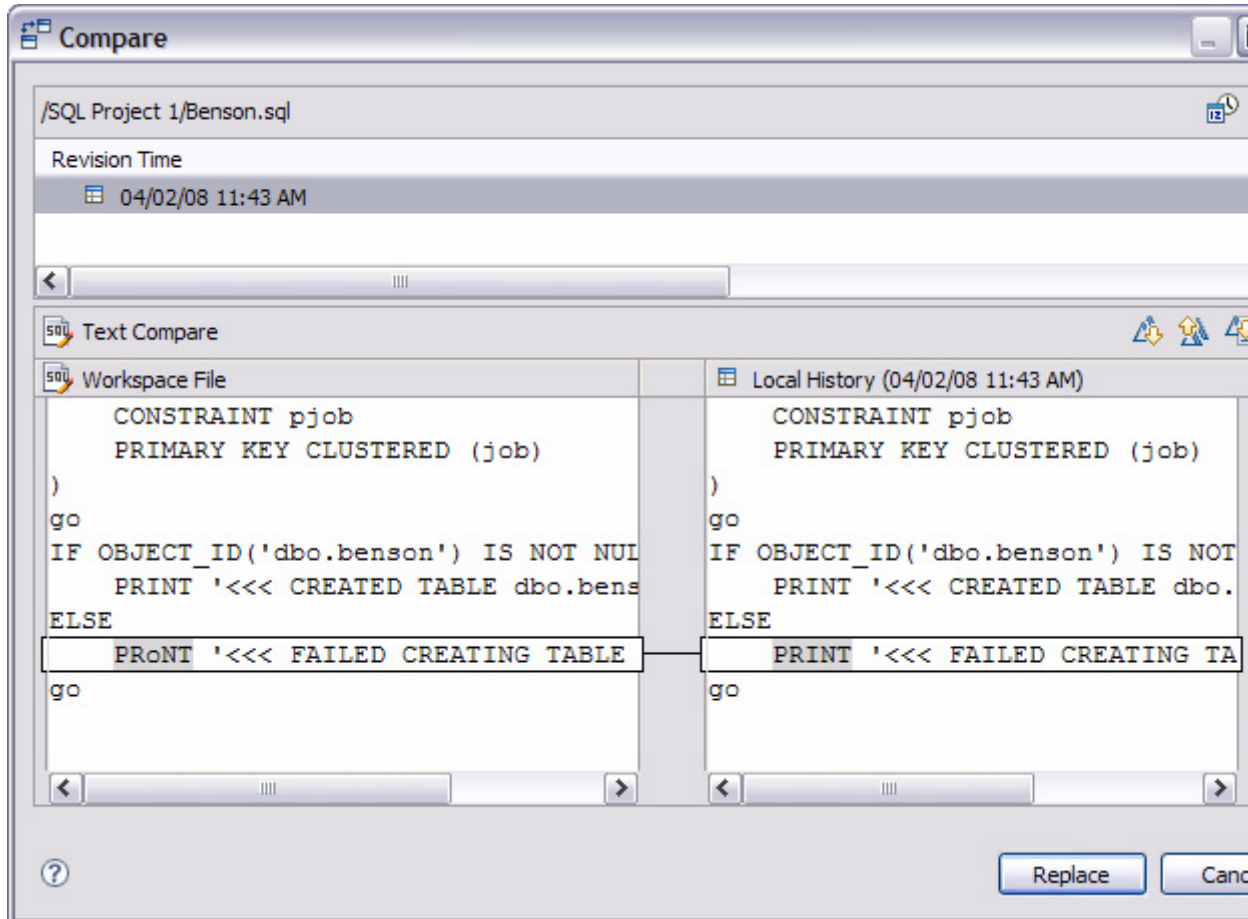 Compare
/SQL Project 1/Benson.sql
Revision Time
04/02/08 11:43 AM
Text Compare
Workspace File
CONSTRAINT pjob
PRIMARY KEY CLUSTERED (job)
)
go
IF OBJECT_ID('dbo.benson') IS NOT NUL
PRINT '<<< CREATED TABLE dbo.bens
ELSE
PRoNT '<<< FAILED CREATING TABLE
go
Local History (04/02/08 11:43 AM)
CONSTRAINT pjob
PRIMARY KEY CLUSTERED (job)
)
go
IF OBJECT_ID('dbo.benson') IS NOT
PRINT '<<< CREATED TABLE dbo.
ELSE
PRINT '<<< FAILED CREATING TA
go
Replace
Canc